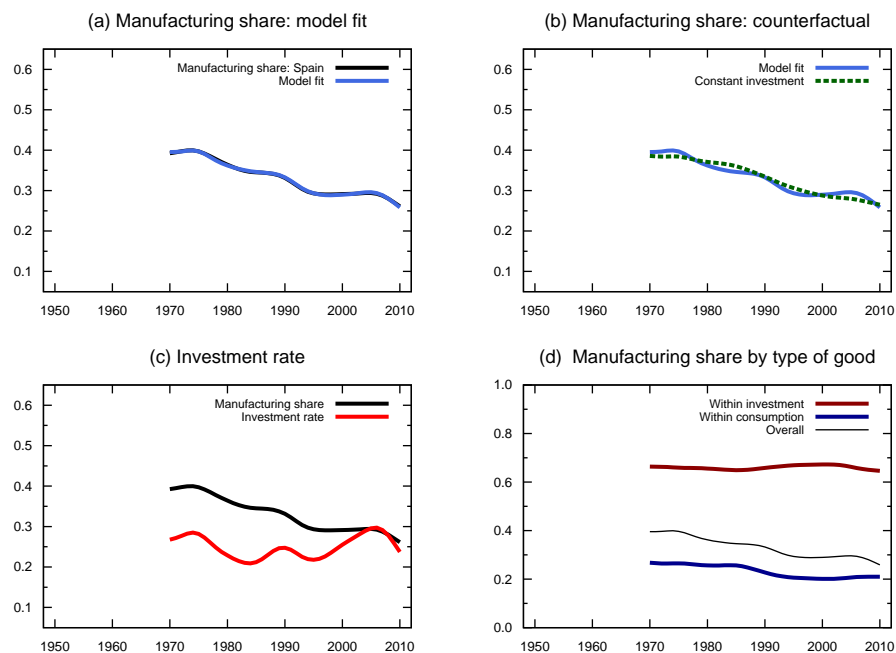 (a) Manufacturing share: model fit
0.6
0.5
0.4
0.3
0.2
0.1
Manufacturing share: Spain
Model fit
1950 1960 1970 1980 1990 2000 2010
(b) Manufacturing share: counterfactual
0.6
0.5
0.4
0.3
0.2
0.1
Model fit
Constant investment
1950 1960 1970 1980 1990 2000 2010
(c) Investment rate
0.6
0.5
0.4
0.3
0.2
0.1
Manufacturing share
Investment rate
1950 1960 1970 1980 1990 2000 2010
(d) Manufacturing share by type of good
1.0
0.8
0.6
0.4
0.2
0.0
Within investment
Within consumption
Overall
1950 1960 1970 1980 1990 2000 2010